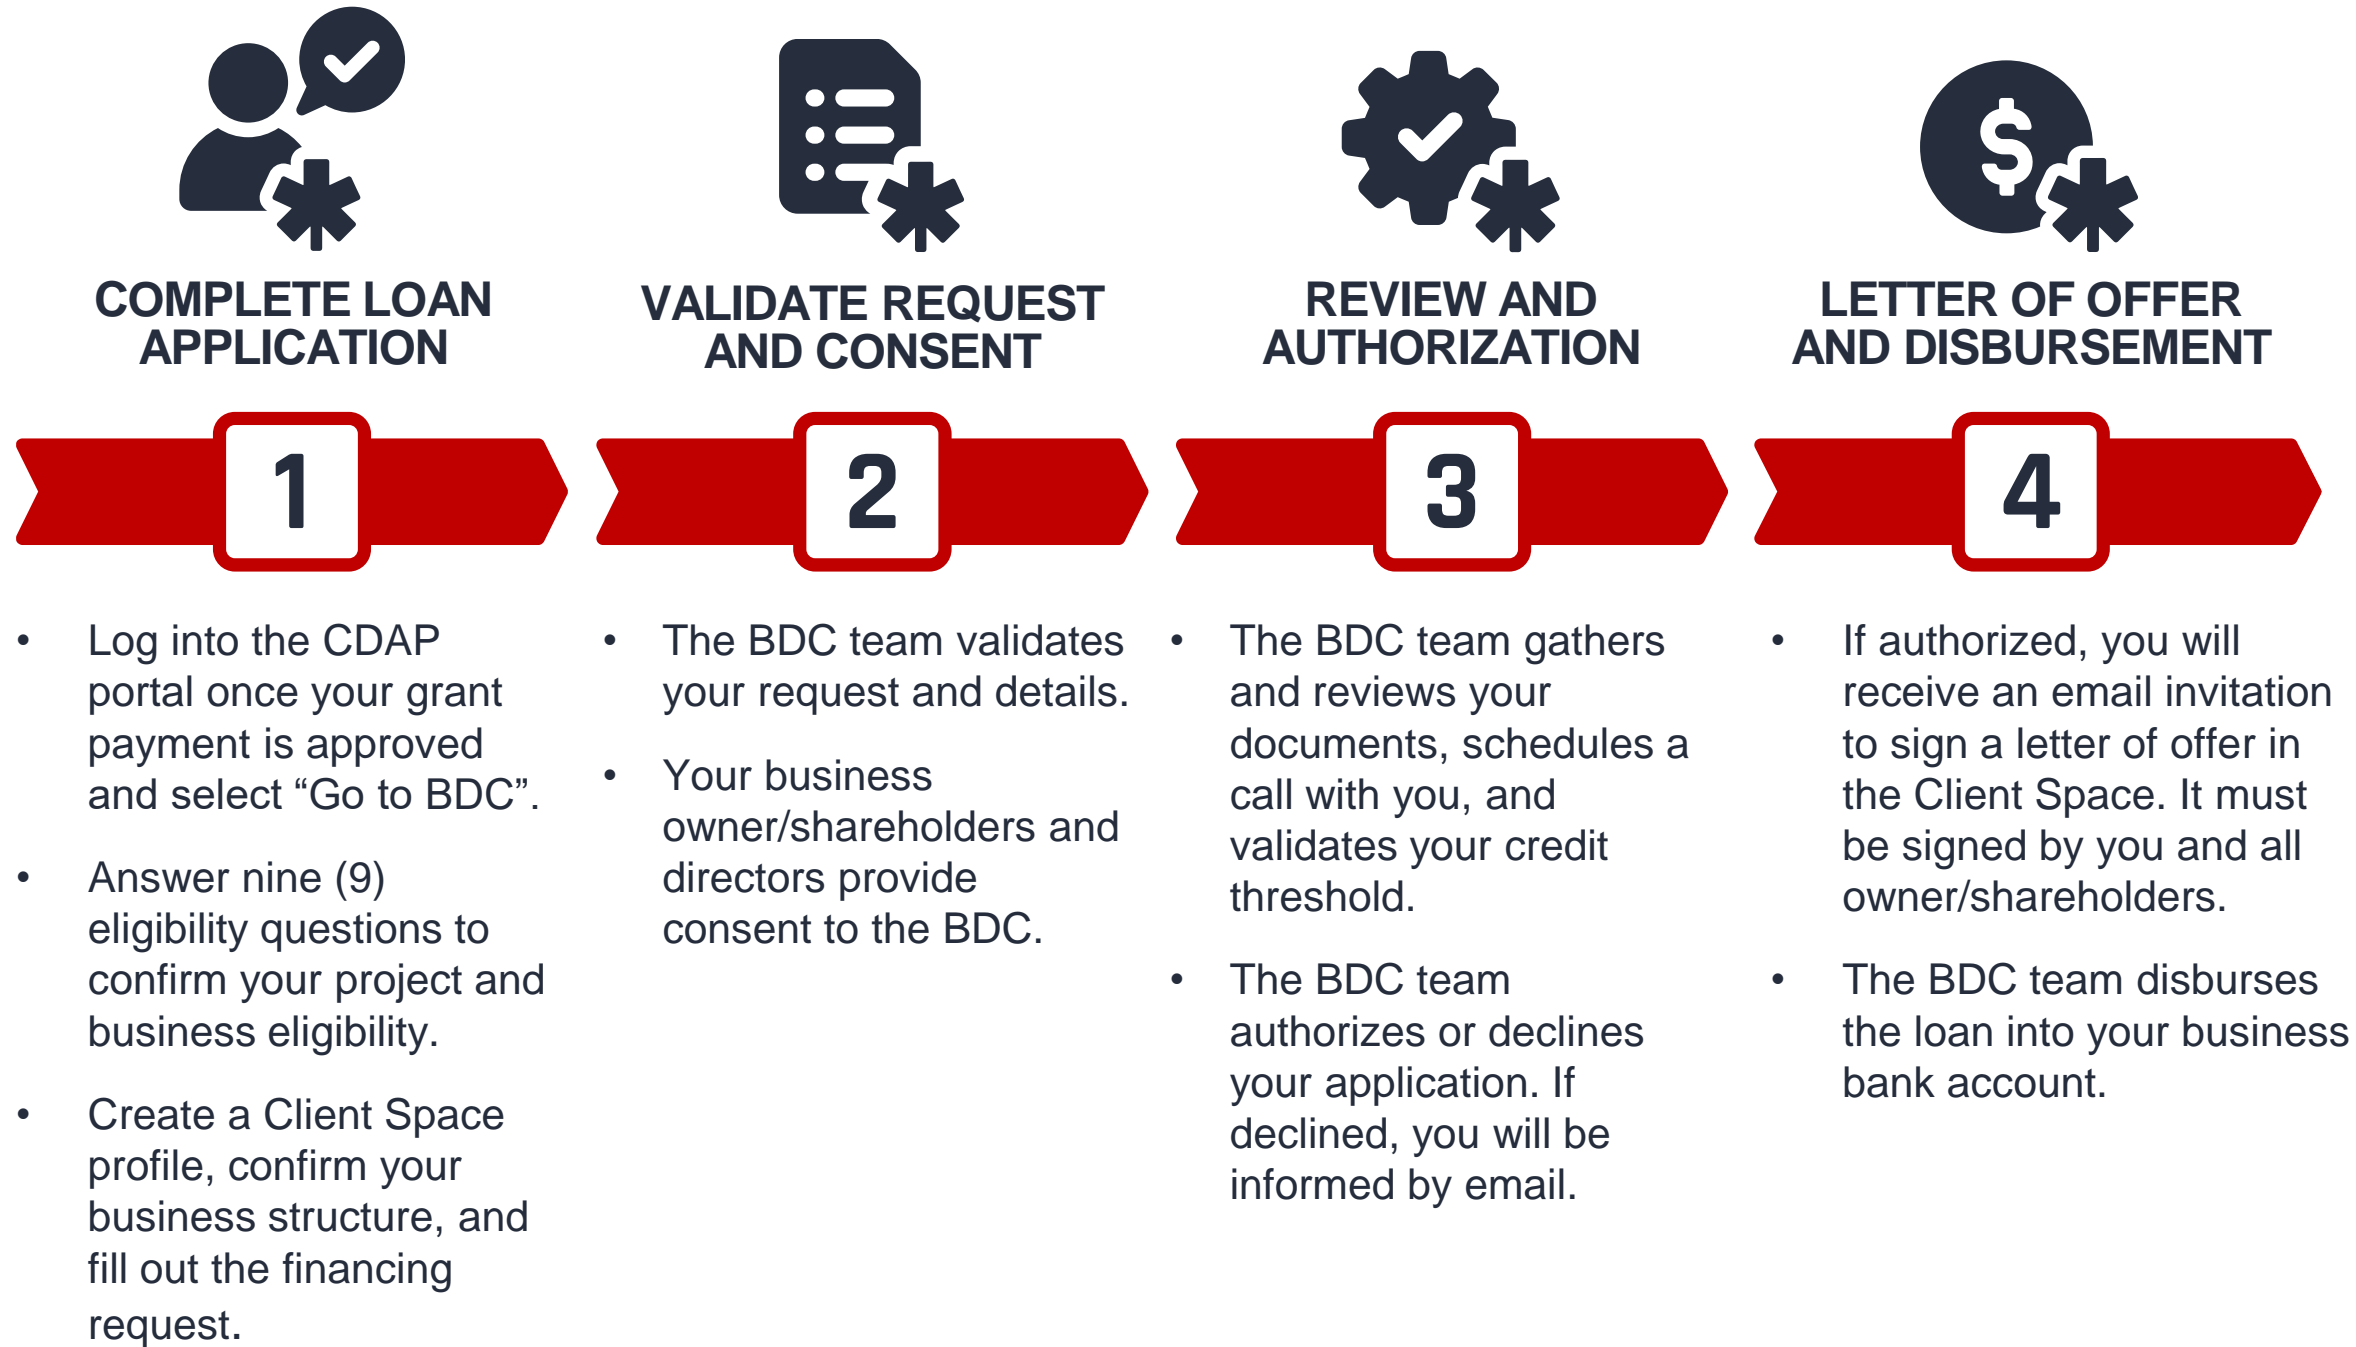 COMPLETE LOAN
APPLICATION
1
• Log into the CDAP
portal once your grant
payment is approved
and select “Go to BDC”.
• Answer nine (9)
eligibility questions to
confirm your project and
business eligibility.
• Create a Client Space
profile, confirm your
business structure, and
fill out the financing
request.
VALIDATE REQUEST
AND CONSENT
2
• The BDC team validates
your request and details.
• Your business
owner/shareholders and
directors provide
consent to the BDC.
REVIEW AND
AUTHORIZATION
3
• The BDC team gathers
and reviews your
documents, schedules a
call with you, and
validates your credit
threshold.
• The BDC team
authorizes or declines
your application. If
declined, you will be
informed by email.
$
LETTER OF OFFER
AND DISBURSEMENT
4
• If authorized, you will
receive an email invitation
to sign a letter of offer in
the Client Space. It must
be signed by you and all
owner/shareholders.
• The BDC team disburses
the loan into your business
bank account.